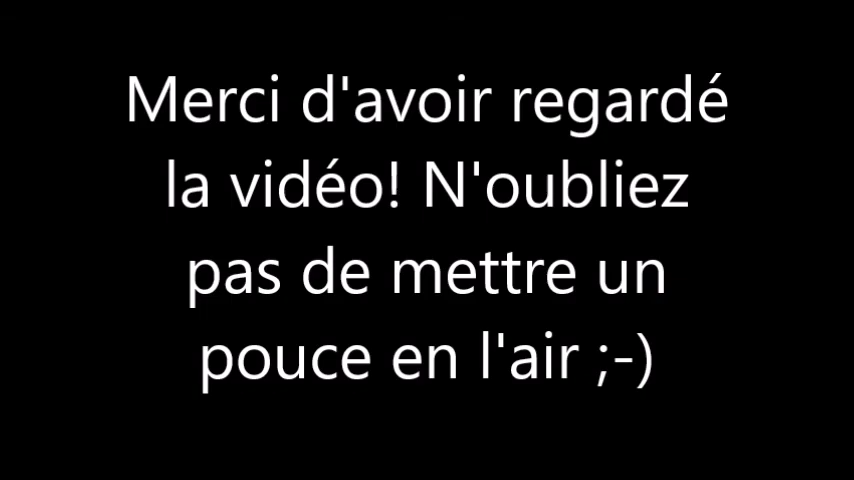 Merci d'avoir regardé
la vidéo! N'oubliez
pas de mettre un
pouce en l'air ;-)